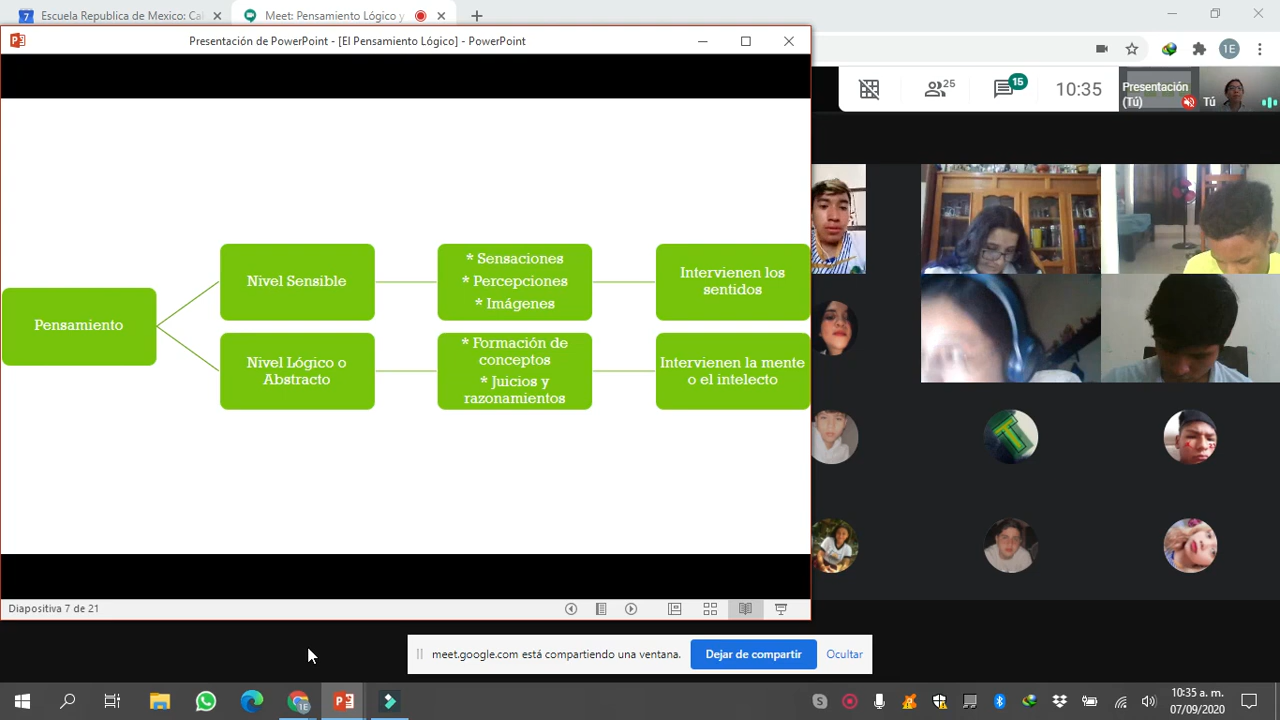 Escuela Republica de Mexico: Cal
Meet: Pensamiento Lógico y
Presentación de PowerPoint - [El Pensamiento Lógico] - PowerPoint
1E
25
15
10:35
Presentación
(Tú)
Tú
Pensamiento
Nivel Sensible
* Sensaciones
* Percepciones
* Imágenes
Intervienen los
sentidos
Nivel Lógico o
Abstracto
* Formación de
conceptos
* Juicios y
razonamientos
Intervienen la mente
o el intelecto
Diapositiva 7 de 21
meet.google.com está compartiendo una ventana.
Dejar de compartir
Ocultar
10:35 a. m.
07/09/2020